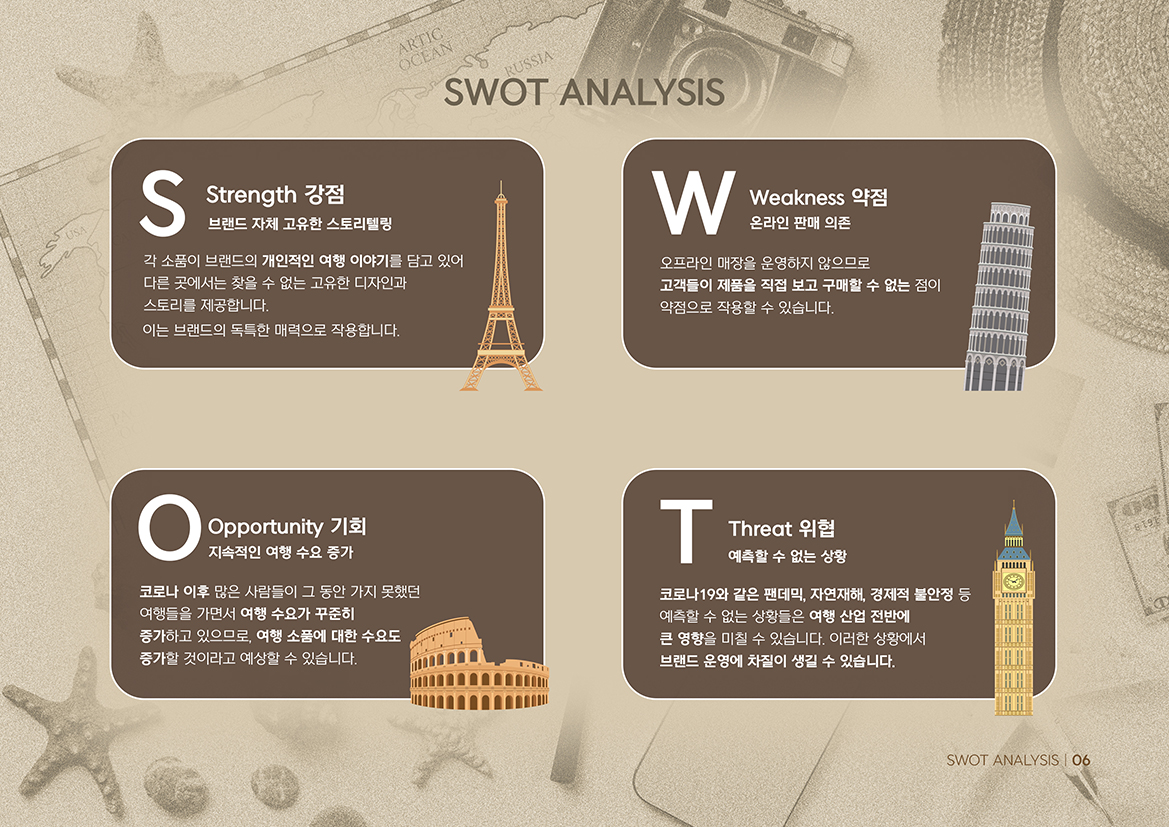 ARTIC
OCEAN
RUSSIA
USA
SWOT ANALYSIS
S
Strength 강점
브랜드 자체 고유한 스토리텔링
각 소품이 브랜드의 개인적인 여행 이야기를 담고 있어
다른 곳에서는 찾을 수 없는 고유한 디자인과
스토리를 제공합니다.
이는 브랜드의 독특한 매력으로 작용합니다.
W
Weakness 약점
온라인 판매 의존
오프라인 매장을 운영하지 않으므로
고객들이 제품을 직접 보고 구매할 수 없는 점이
약점으로 작용할 수 있습니다.
O
Opportunity 기회
지속적인 여행 수요 증가
코로나 이후 많은 사람들이 그 동안 가지 못했던
여행들을 가면서 여행 수요가 꾸준히
증가하고 있으므로, 여행 소품에 대한 수요도
증가할 것이라고 예상할 수 있습니다.
T
Threat 위협
예측할 수 없는 상황
코로나19와 같은 팬데믹, 자연재해, 경제적 불안정 등
예측할 수 없는 상황들은 여행 산업 전반에
큰 영향을 미칠 수 있습니다. 이러한 상황에서
브랜드 운영에 차질이 생길 수 있습니다.
SWOT ANALYSIS | 06